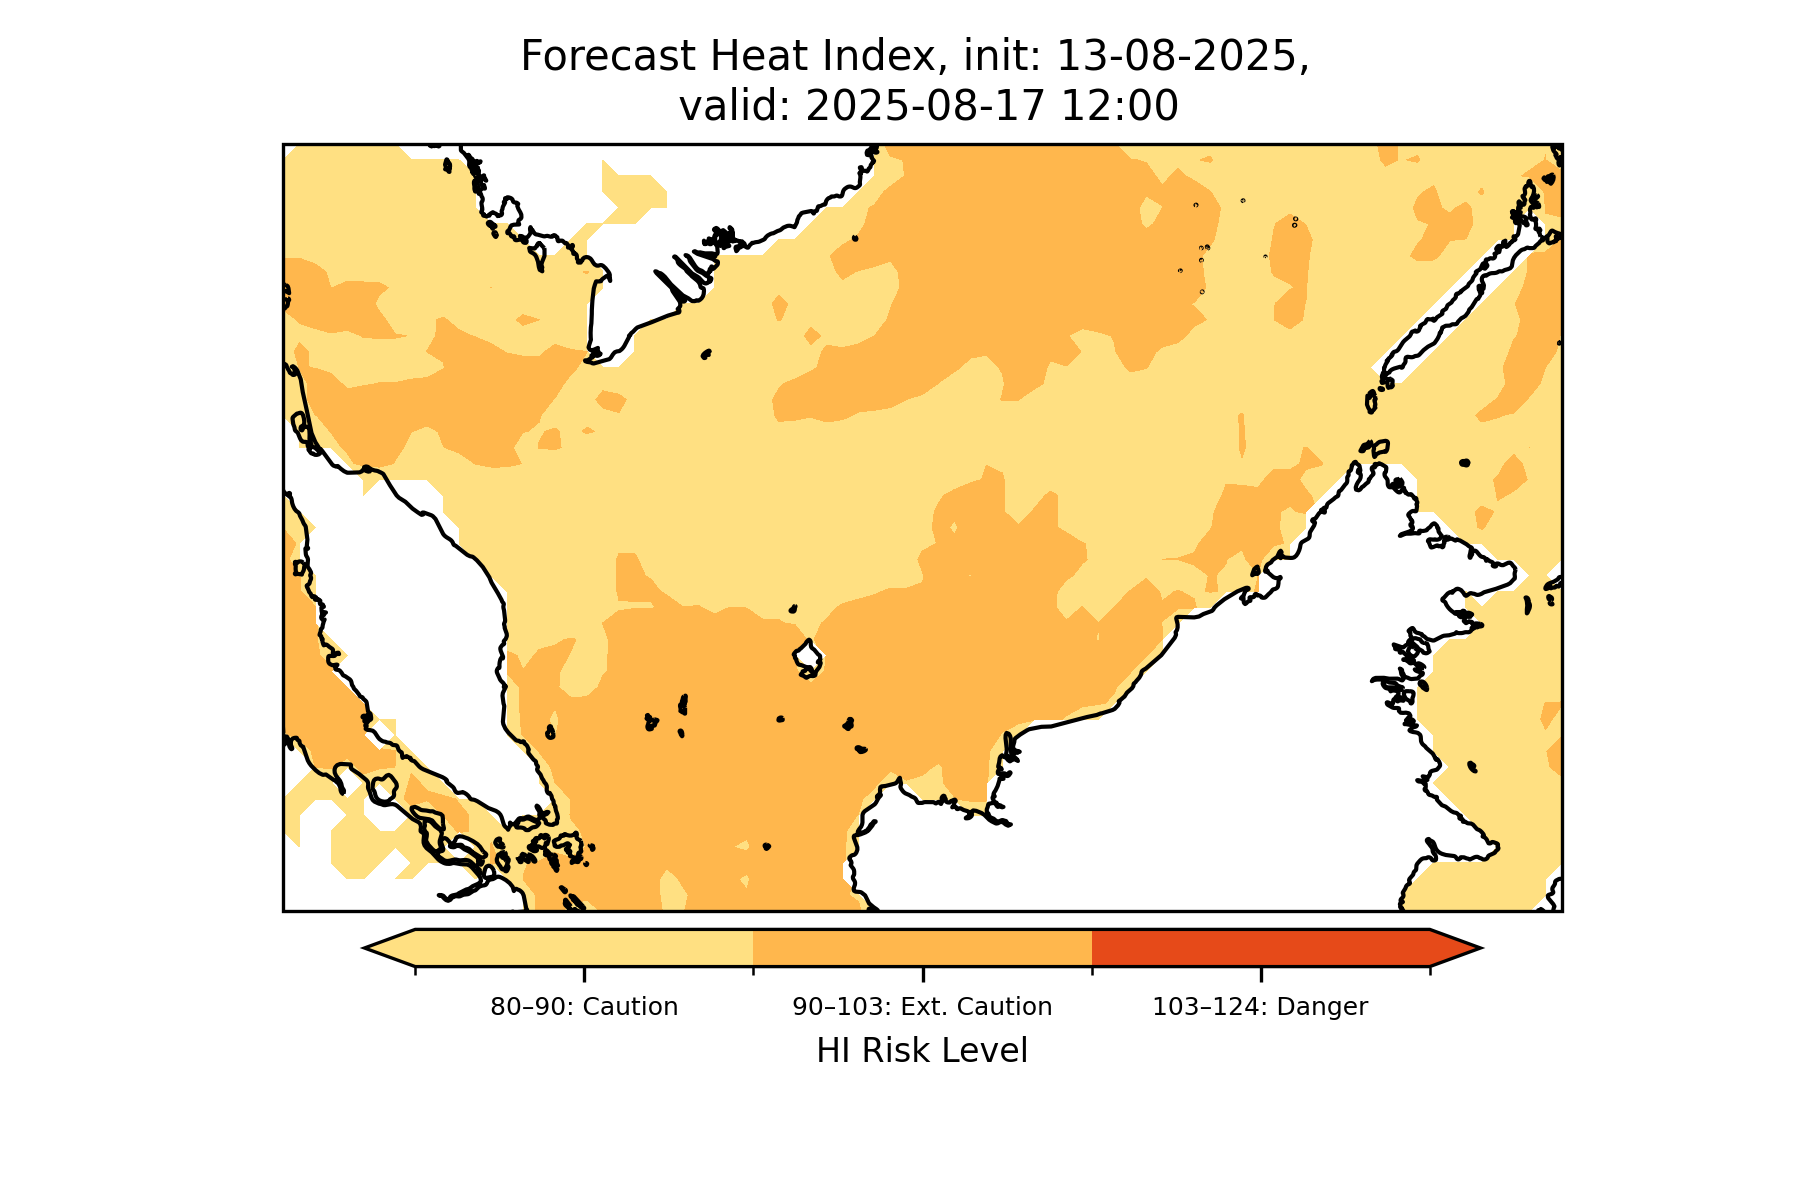 Forecast Heat Index, init: 13-08-2025,
valid: 2025-08-17 12:00
80–90: Caution
90–103: Ext. Caution
103–124: Danger
HI Risk Level